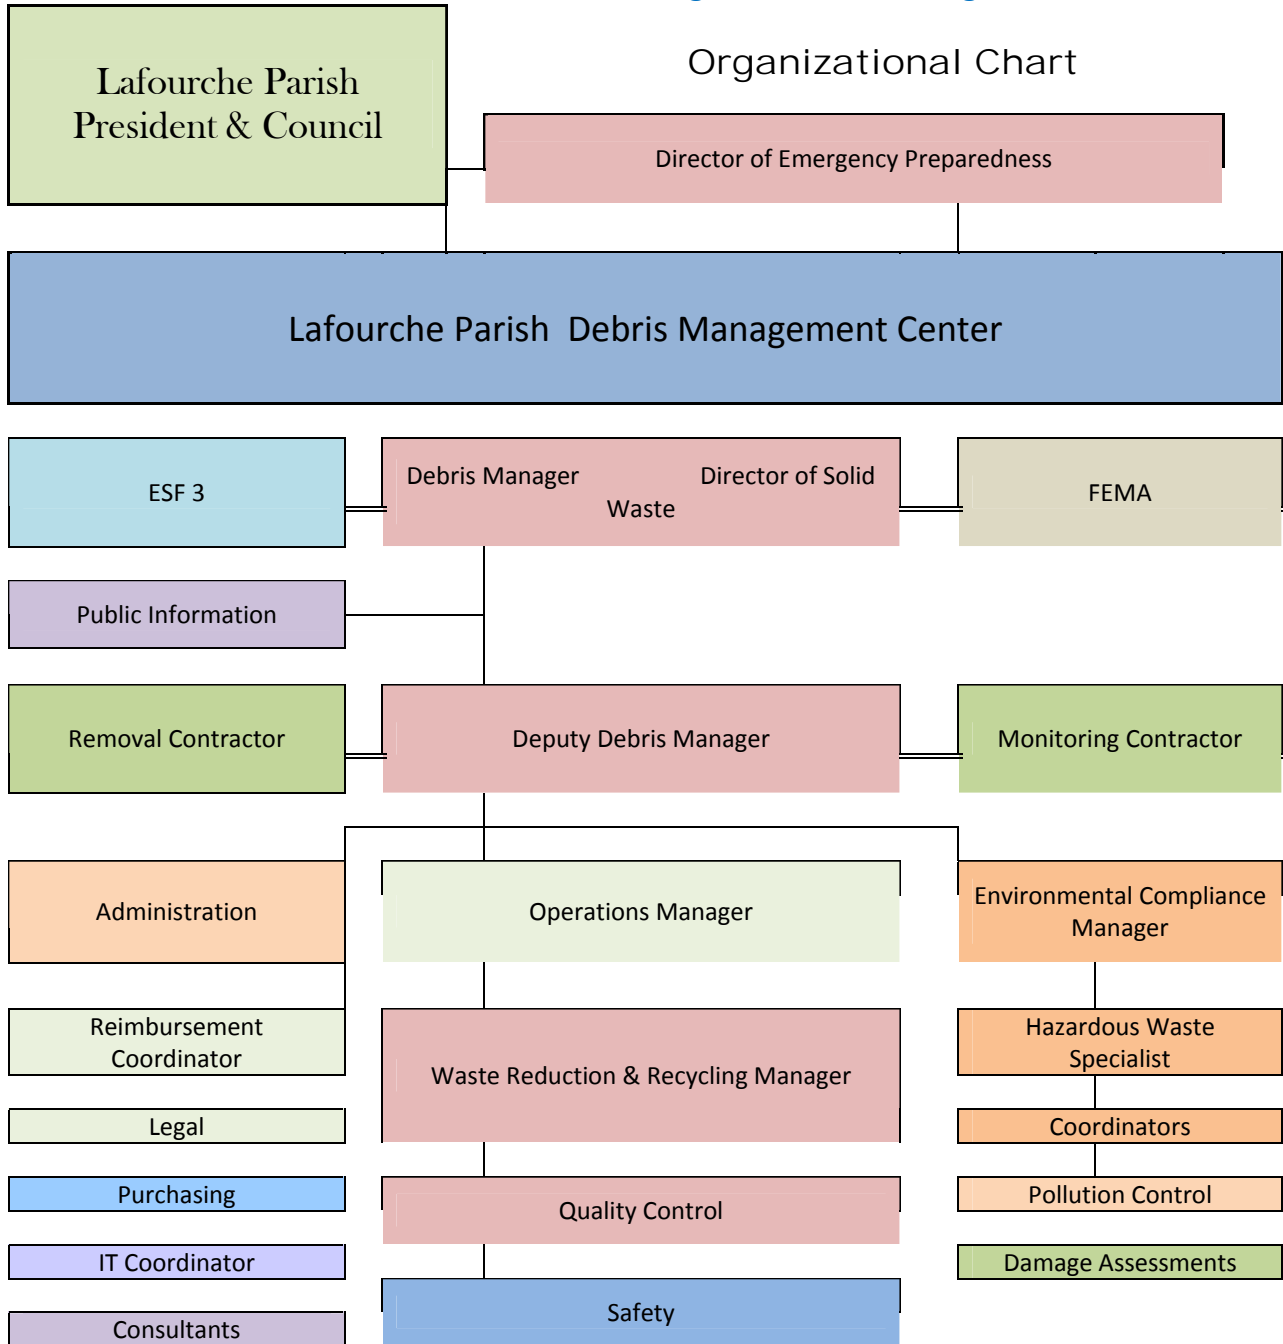 Organizational Chart
Lafourche Parish
President & Council
Director of Emergency Preparedness
Lafourche Parish Debris Management Center
ESF 3
Debris Manager Director of Solid
Waste
FEMA
Public Information
Removal Contractor
Deputy Debris Manager
Monitoring Contractor
Administration
Operations Manager
Environmental Compliance
Manager
Reimbursement
Coordinator
Waste Reduction & Recycling Manager
Hazardous Waste
Specialist
Legal
Coordinators
Purchasing
Quality Control
Pollution Control
IT Coordinator
Damage Assessments
Safety
Consultants